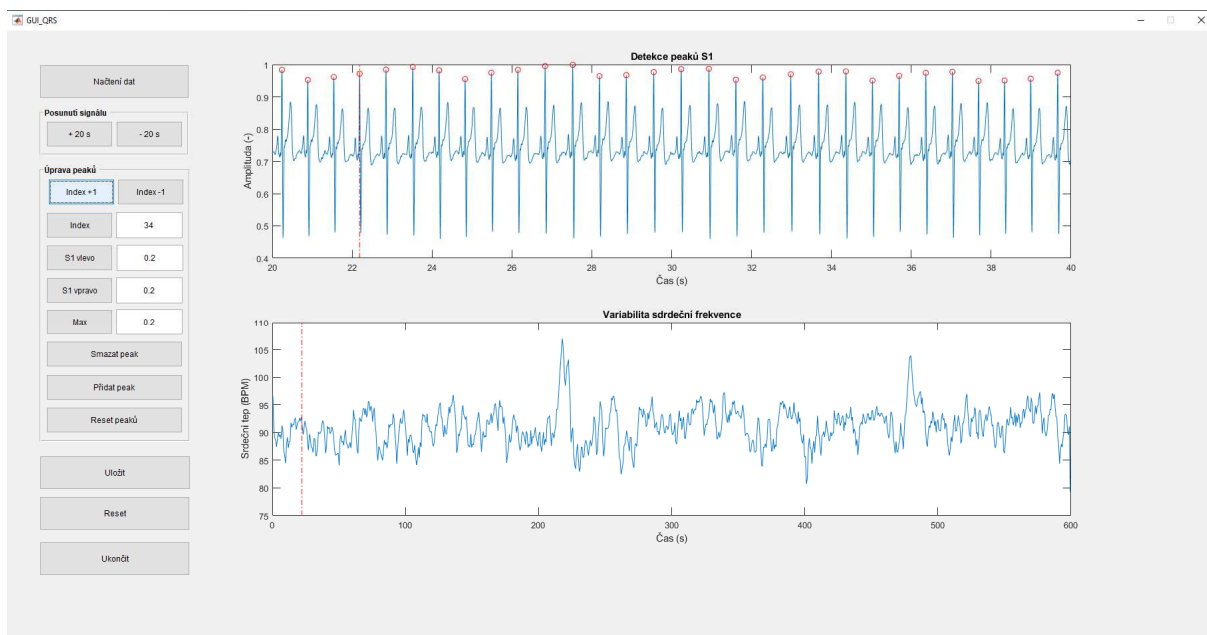 GUI_QRS
Načtení dat
Posunutí signálu
+ 20 s
- 20 s
Úprava peaků
Index +1
Index -1
Index
34
S1 vlevo
0.2
S1 vpravo
0.2
Max
0.2
Smazat peak
Přidat peak
Reset peaků
Uložit
Reset
Ukončit
Detekce peaků S1
Amplituda (-)
1
0.9
0.8
0.7
0.6
0.5
0.4
20 22 24 26 28 30 32 34 36 38 40
Čas (s)
Variabilita sdrdeční frekvence
Srdeční tep (BPM)
110
105
100
95
90
85
80
75
0 100 200 300 400 500 600
Čas (s)